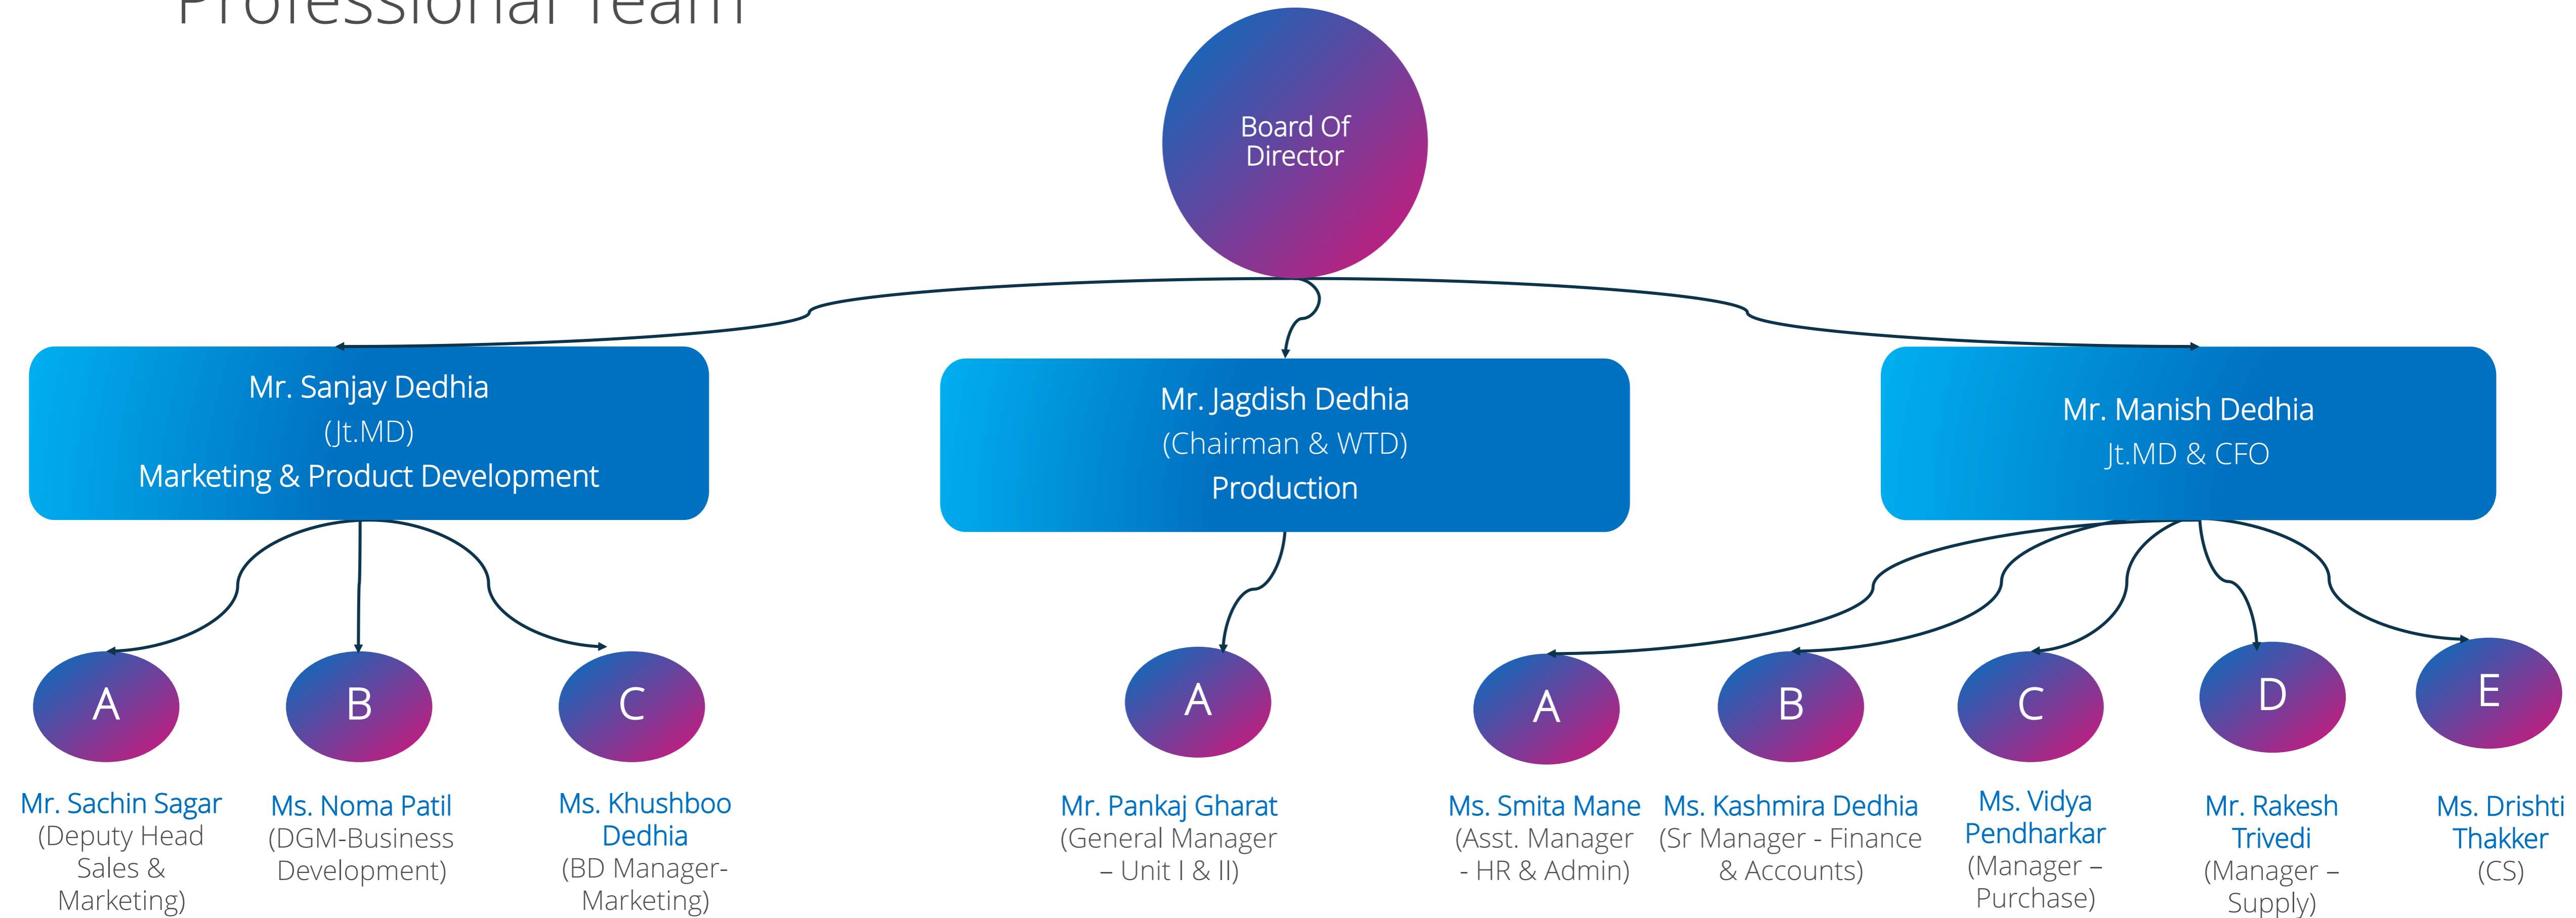 Professional Team
Board Of
Director
Mr. Sanjay Dedhia
(Jt.MD)
Marketing & Product Development
Mr. Jagdish Dedhia
(Chairman & WTD)
Production
Mr. Manish Dedhia
Jt.MD & CFO
A
Mr. Sachin Sagar
(Deputy Head
Sales &
Marketing)
B
Ms. Noma Patil
(DGM-Business
Development)
C
Ms. Khushboo
Dedhia
(BD Manager-
Marketing)
A
Mr. Pankaj Gharat
(General Manager
– Unit I & II)
A
Ms. Smita Mane
(Asst. Manager
- HR & Admin)
B
Ms. Kashmira Dedhia
(Sr Manager - Finance
& Accounts)
C
Ms. Vidya
Pendharkar
(Manager –
Purchase)
D
Mr. Rakesh
Trivedi
(Manager –
Supply)
E
Ms. Drishti
Thakker
(CS)